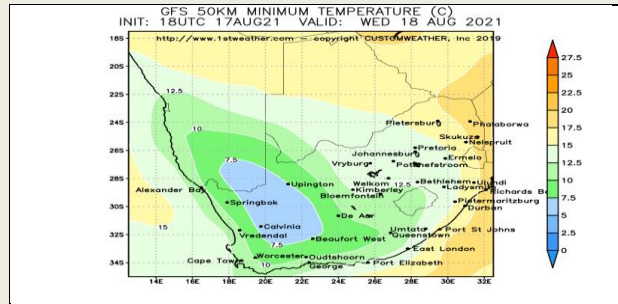 GFS 50KM MINIMUM TEMPERATURE (C)
INIT: 18UTC 17AUG21 VALID: WED 18 AUG 2021
http://www.1stweather.com — copyright CUSTOMWEATHER, Inc 2019
18S
20S
22S
24S
26S
28S
30S
32S
34S
12.5
10
7.5
Pietersburg
Phalaborwa
Skukuza
Nelspruit
Pretoria
Johannesburg
Ermelo
Vryburg
Potchefstroom
Alexander Bay
Upington
Welkom
12.5
Bethlehem
Ulundi
Kimberley
Ladysmith
Richards Ba
Bloemfontein
Springbok
Pietermaritzburg
Durban
De Aar
15
Calvinia
Vredendal
7.5
Beaufort West
Umtata
Port St Johns
Queenstown
East London
Worcester
Oudtshoorn
Cape Town
10
George
Port Elizabeth
14E 16E 18E 20E 22E 24E 26E 28E 30E 32E
27.5
25
22.5
20
17.5
15
12.5
10
7.5
5
2.5
0